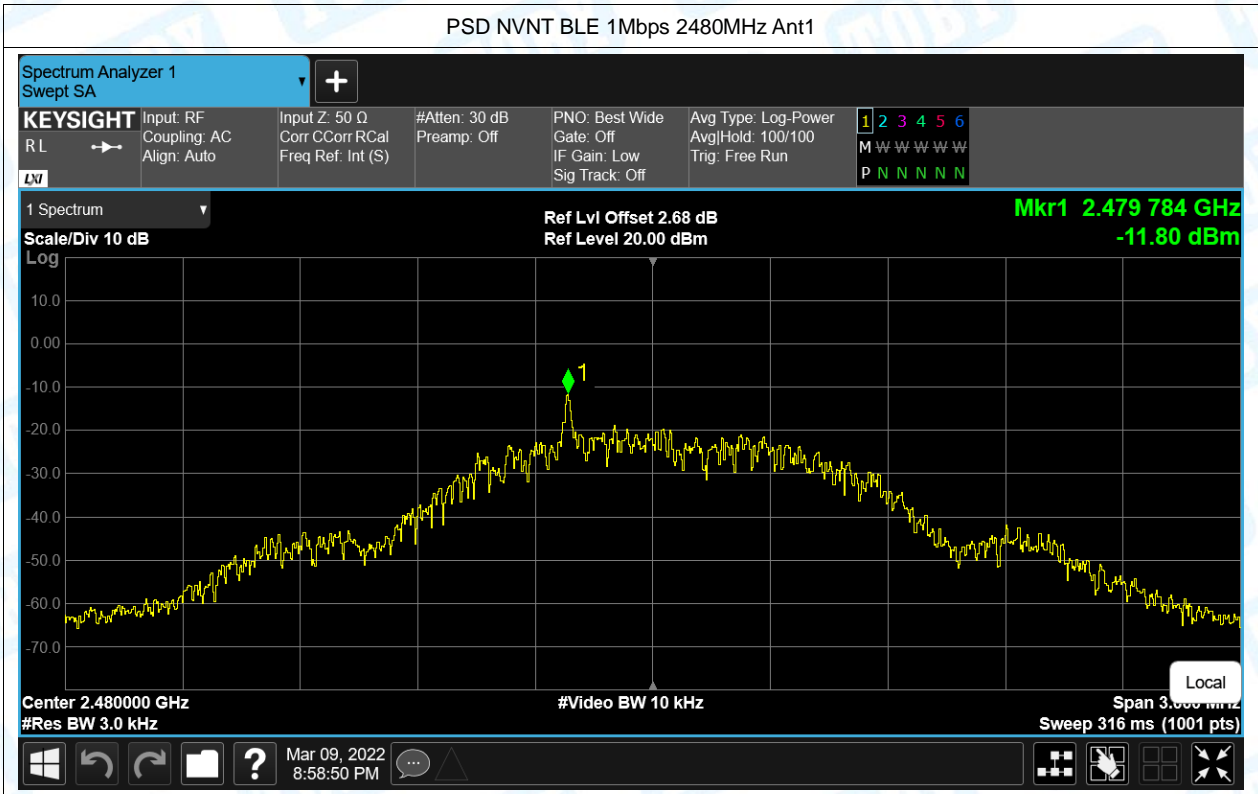 PSD NVNT BLE 1Mbps 2480MHz Ant1
Spectrum Analyzer 1
Swept SA
KEYSIGHT
RL
LXI
Input: RF
Coupling: AC
Align: Auto
Input Z: 50 Ω
Corr CCorr RCal
Freq Ref: Int (S)
#Atten: 30 dB
Preamp: Off
PNO: Best Wide
Gate: Off
IF Gain: Low
Sig Track: Off
Avg Type: Log-Power
Avg|Hold: 100/100
Trig: Free Run
1 2 3 4 5 6
M W W W W W
P N N N N N
1 Spectrum
Scale/Div 10 dB
Log
Ref Lvl Offset 2.68 dB
Ref Level 20.00 dBm
Mkr1 2.479 784 GHz
-11.80 dBm
10.0
0.00
-10.0
-20.0
-30.0
-40.0
-50.0
-60.0
-70.0
1
Center 2.480000 GHz
#Res BW 3.0 kHz
#Video BW 10 kHz
Local
Span
Sweep 316 ms (1001 pts)
?
Mar 09, 2022
8:58:50 PM